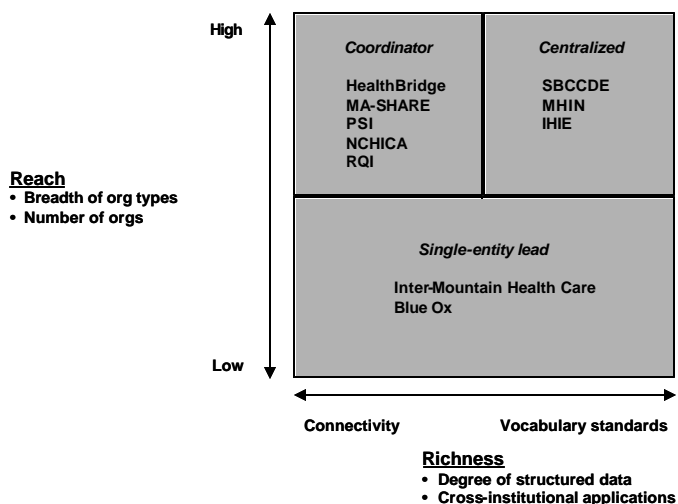 High
Coordinator
HealthBridge
MA-SHARE
PSI
NCHICA
RQI
Centralized
SBCCDE
MHIN
IHIE
Reach
• Breadth of org types
• Number of orgs
Single-entity lead
Inter-Mountain Health Care
Blue Ox
Low
Connectivity
Vocabulary standards
Richness
• Degree of structured data
• Cross-institutional applications